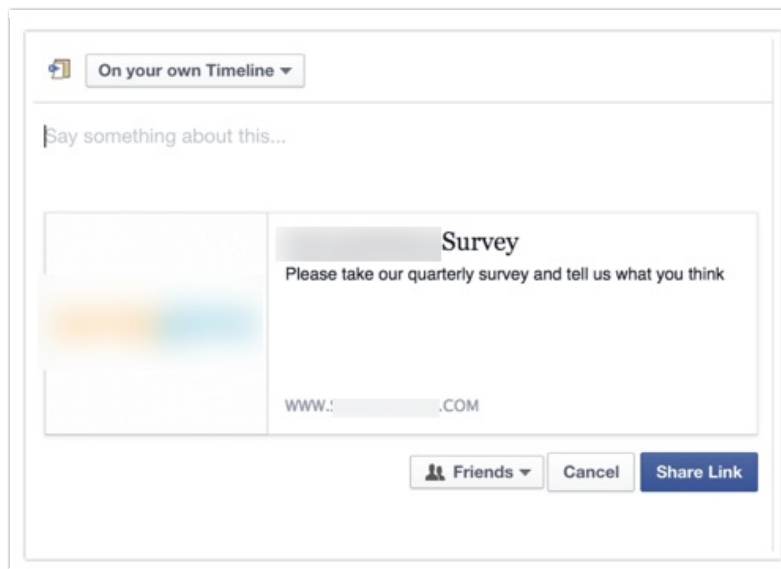 On your own Timeline
Say something about this...
Survey
Please take our quarterly survey and tell us what you think
WWW. .COM
Friends
Cancel
Share Link